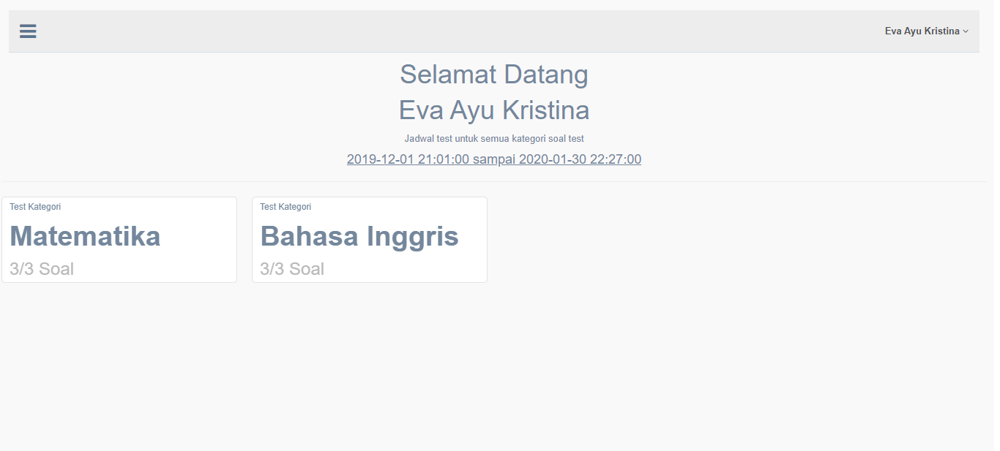 Eva Ayu Kristina
Selamat Datang
Eva Ayu Kristina
Jadwal test untuk semua kategori soal test
2019-12-01 21:01:00 sampai 2020-01-30 22:27:00
Test Kategori
Matematika
3/3 Soal
Test Kategori
Bahasa Inggris
3/3 Soal